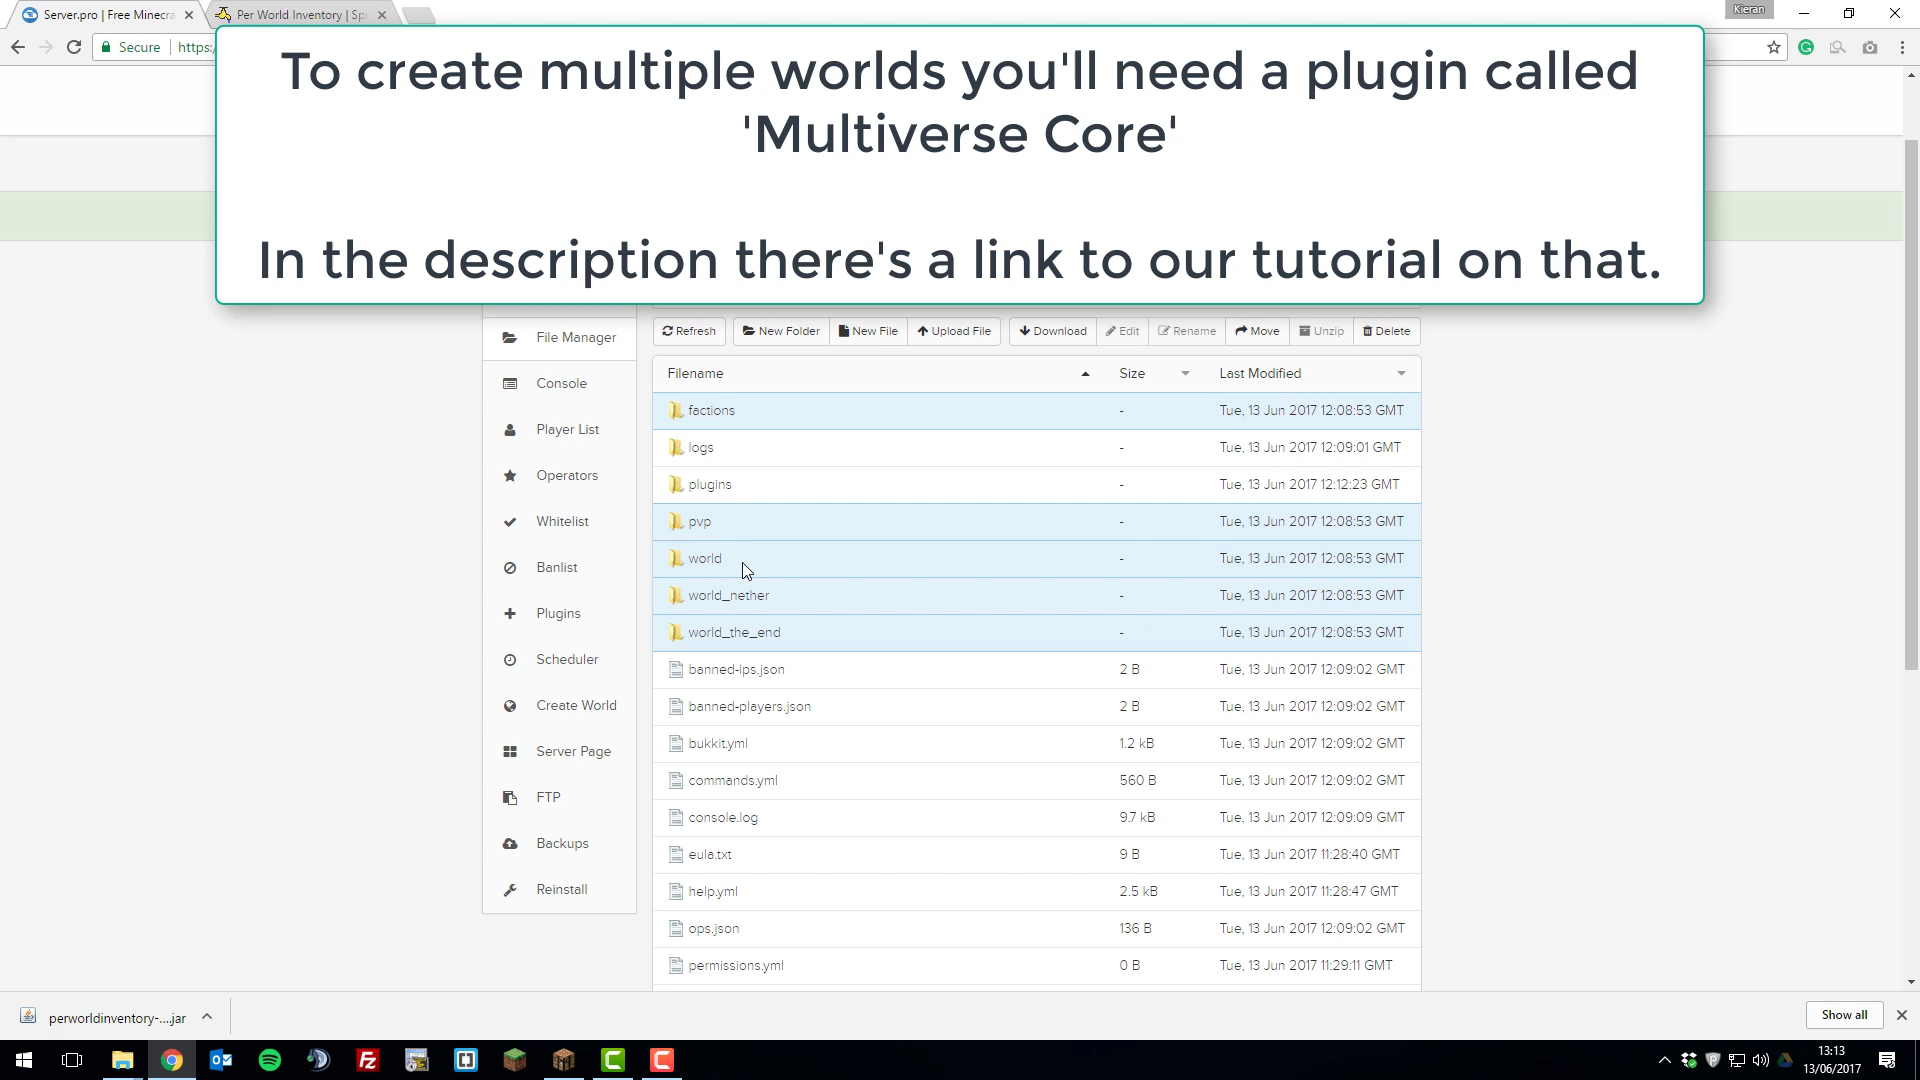 Server.pro | Free Minecra
Per World Inventory | Sp
Kieran
Secure
https:/
To create multiple worlds you'll need a plugin called
'Multiverse Core'
In the description there's a link to our tutorial on that.
Refresh
New Folder
New File
Upload File
Download
Edit
Rename
Move
Unzip
Delete
File Manager
Console
Player List
Operators
Whitelist
Banlist
Plugins
Scheduler
Create World
Server Page
FTP
Backups
Reinstall
Filename Size Last Modified
factions - Tue, 13 Jun 2017 12:08:53 GMT
logs - Tue, 13 Jun 2017 12:09:01 GMT
plugins - Tue, 13 Jun 2017 12:12:23 GMT
pvp - Tue, 13 Jun 2017 12:08:53 GMT
world - Tue, 13 Jun 2017 12:08:53 GMT
world_nether - Tue, 13 Jun 2017 12:08:53 GMT
world_the_end - Tue, 13 Jun 2017 12:08:53 GMT
banned-ips.json 2 B Tue, 13 Jun 2017 12:09:02 GMT
banned-players.json 2 B Tue, 13 Jun 2017 12:09:02 GMT
bukkit.yml 1.2 kB Tue, 13 Jun 2017 12:09:02 GMT
commands.yml 560 B Tue, 13 Jun 2017 12:09:02 GMT
console.log 9.7 kB Tue, 13 Jun 2017 12:09:09 GMT
eula.txt 9 B Tue, 13 Jun 2017 11:28:40 GMT
help.yml 2.5 kB Tue, 13 Jun 2017 11:28:47 GMT
ops.json 136 B Tue, 13 Jun 2017 12:09:02 GMT
permissions.yml 0 B Tue, 13 Jun 2017 11:29:11 GMT
perworldinventory-....jar
Show all
13:13
13/06/2017